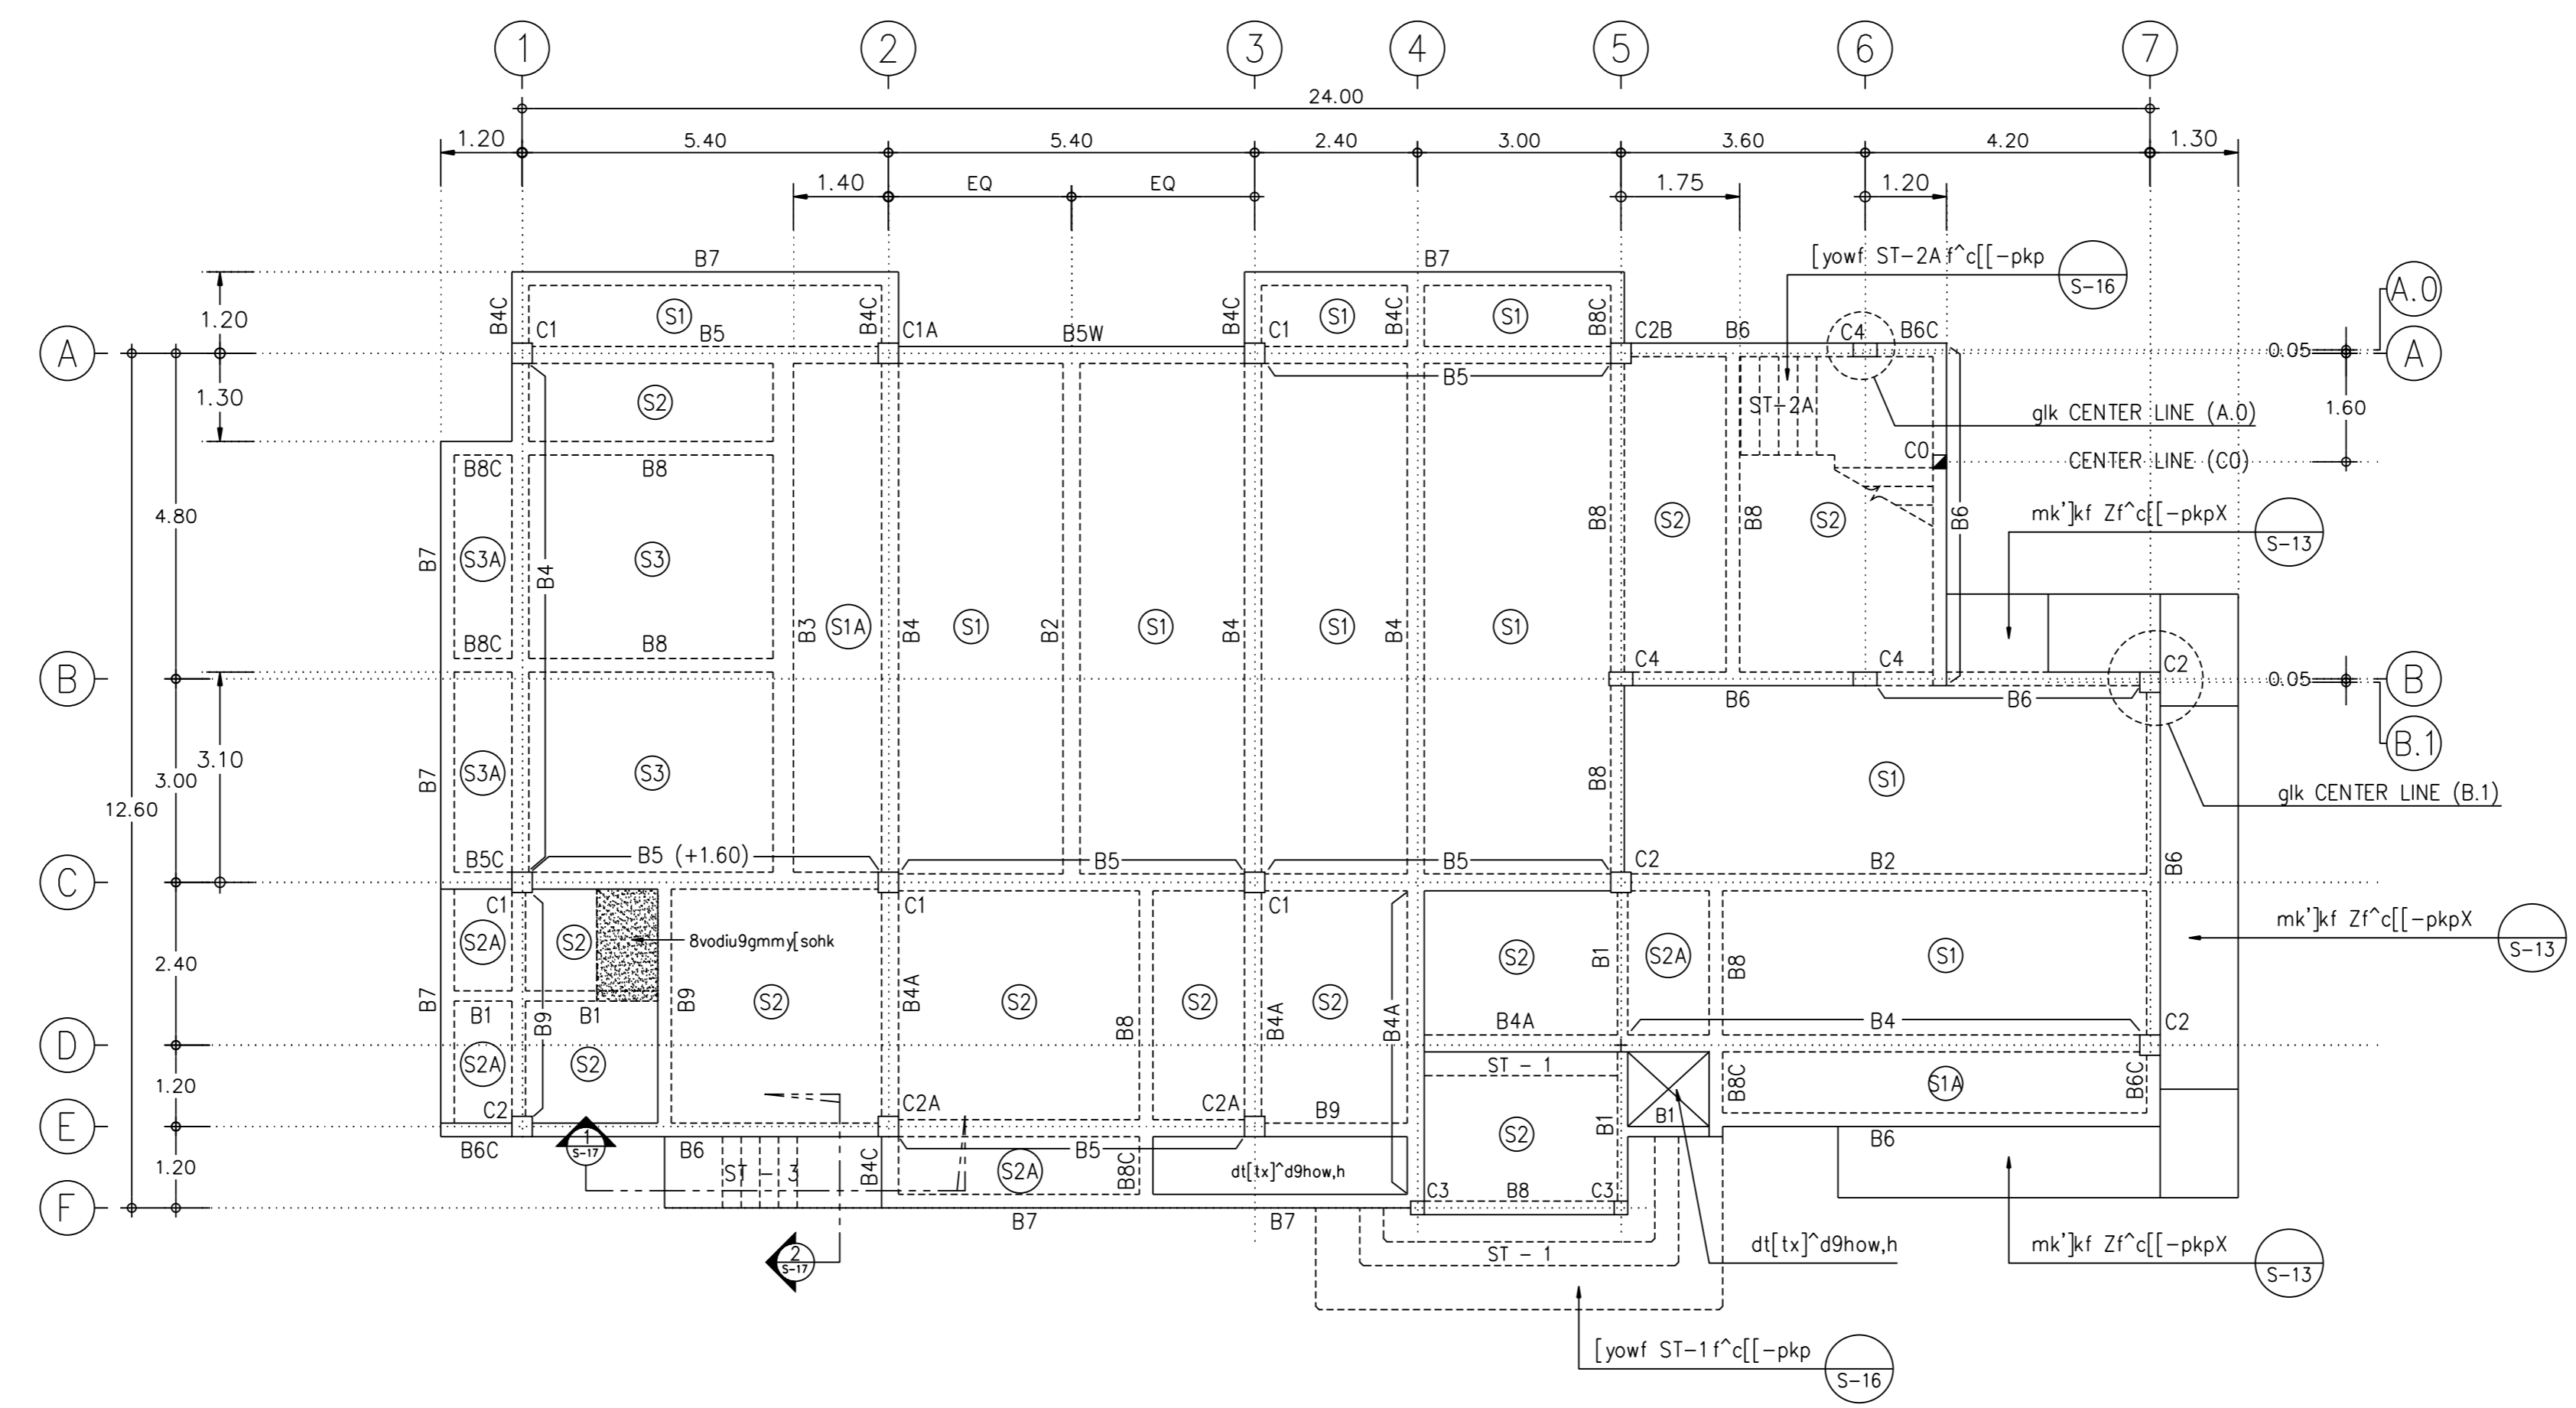 1 2 3 4 5 6 7
24.00
1.20 5.40 5.40 2.40 3.00 3.60 4.20 1.30
1.40 EQ EQ 1.75 1.20
B7 B7 [yowf ST-2A f^c[[-pkp
S-16
A.0
1.20 B4C S1 B4C B4C S1 B4C S1 B8C
C1 B5 C1A B5W C1 C2B B6 C4 B6C
A 0.05 A
B5
1.30 S2 ST-2A 1.60
glk CENTER LINE (A.0)
B8C B8 C0 CENTER LINE (C0)
4.80 S2 B8 S2 B8 B6 mk']kf Zf^c[[-pkpX
S-13
B7 S3A B4 S3
B3 S1A B4 S1 B2 S1 B4 S1 B4 S1
B8C B8 C4 C4 C2
B 0.05 B
B6 B6
B.1
3.10
3.00 B7 S3A S3 B8 S1
12.60 glk CENTER LINE (B.1)
B5C B5 (+1.60) B5 B5 C2 B2 B6
C
C1 C1 C1
mk']kf Zf^c[[-pkpX
S-13
S2A S2 8vodiu9gmmy[sohk S2 B1 S2A B8 S1
2.40
B7 B9 S2 B4A S2 B8 S2 B4A S2 B4A
B1 B9 B1 B4A B4 C2
D
1.20 S2A S2 ST - 1 B8C S1A B6C
C2 C2A C2A B9 B1 B1
E
S2
1
S-17
B6C B6 B5 B6
1.20 ST - 3 B4C S2A B8C dt[tx]^d9how,h
C3 B8 C3
F
B7 B7
2
S-17
ST - 1 dt[tx]^d9how,h mk']kf Zf^c[[-pkpX
S-13
[yowf ST-1 f^c[[-pkp
S-16